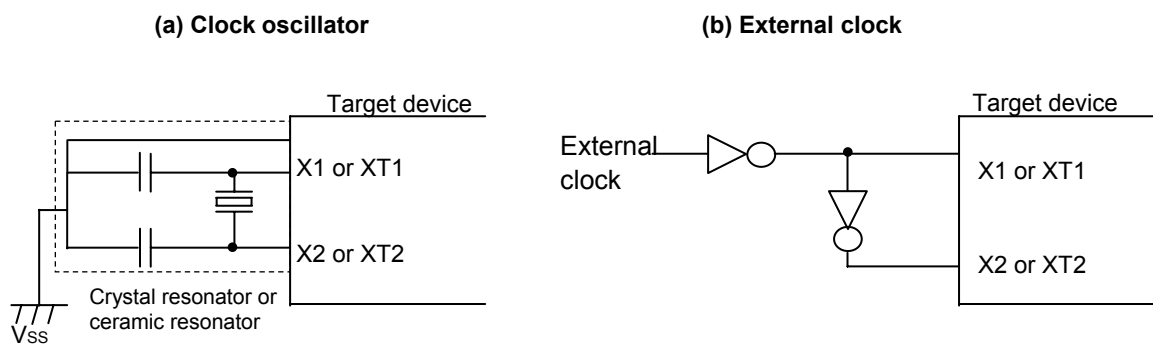 (a) Clock oscillator
Target device
X1 or XT1
X2 or XT2
Crystal resonator or
ceramic resonator
VSS
(b) External clock
Target device
External
clock
X1 or XT1
X2 or XT2